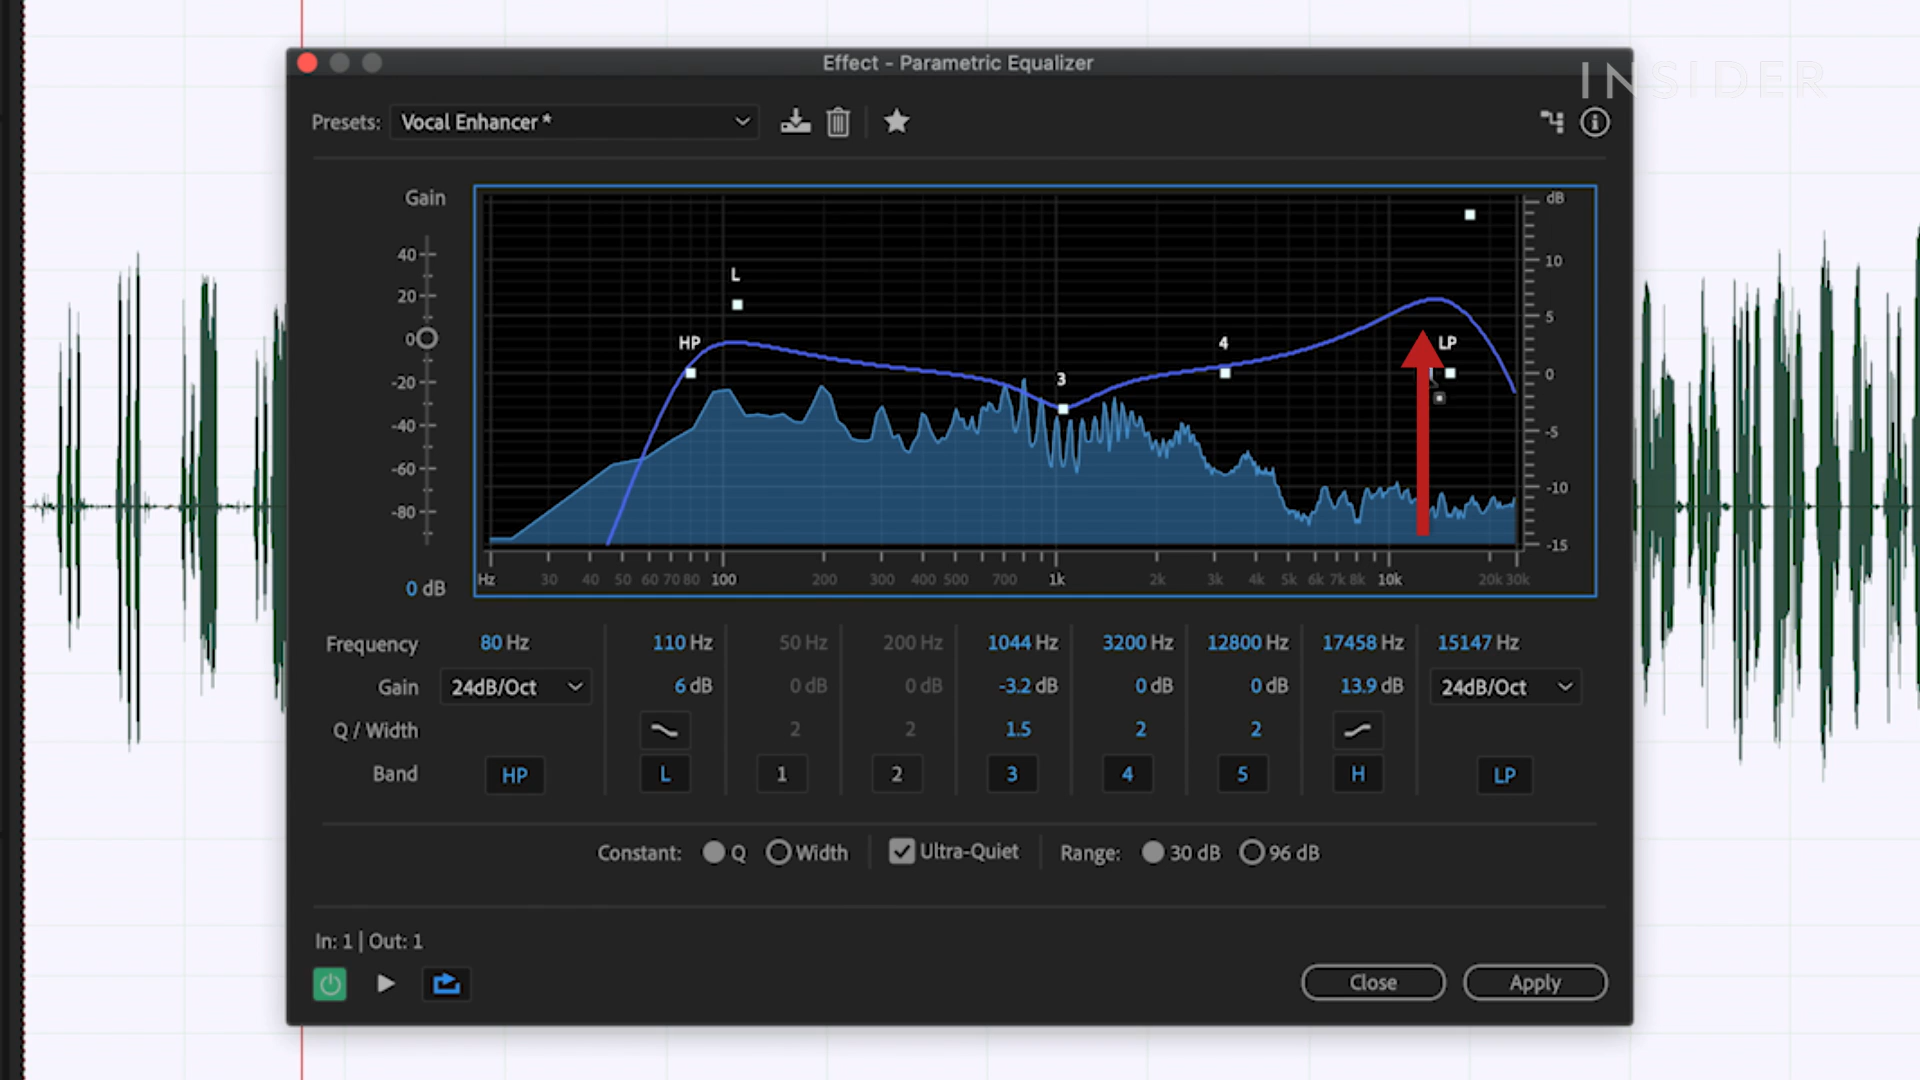 Effect - Parametric Equalizer
INSIDER
Presets: Vocal Enhancer *
Gain
dB
L
HP
3
4
LP
40
20
0
-20
-40
-60
-80
10
5
0
-5
-10
-15
0 dB
Hz 30 40 50 60 70 80 100 200 300 400 500 700 1k 2k 3k 4k 5k 6k 7k 8k 10k 20k 30k
Frequency 80 Hz 110 Hz 50 Hz 200 Hz 1044 Hz 3200 Hz 12800 Hz 17458 Hz 15147 Hz
Gain 24dB/Oct 6 dB 0 dB 0 dB -3.2 dB 0 dB 0 dB 13.9 dB 24dB/Oct
Q / Width 2 2 1.5 2 2
Band HP L 1 2 3 4 5 H LP
Constant: Q Width Ultra-Quiet Range: 30 dB 96 dB
In: 1 | Out: 1
Close Apply